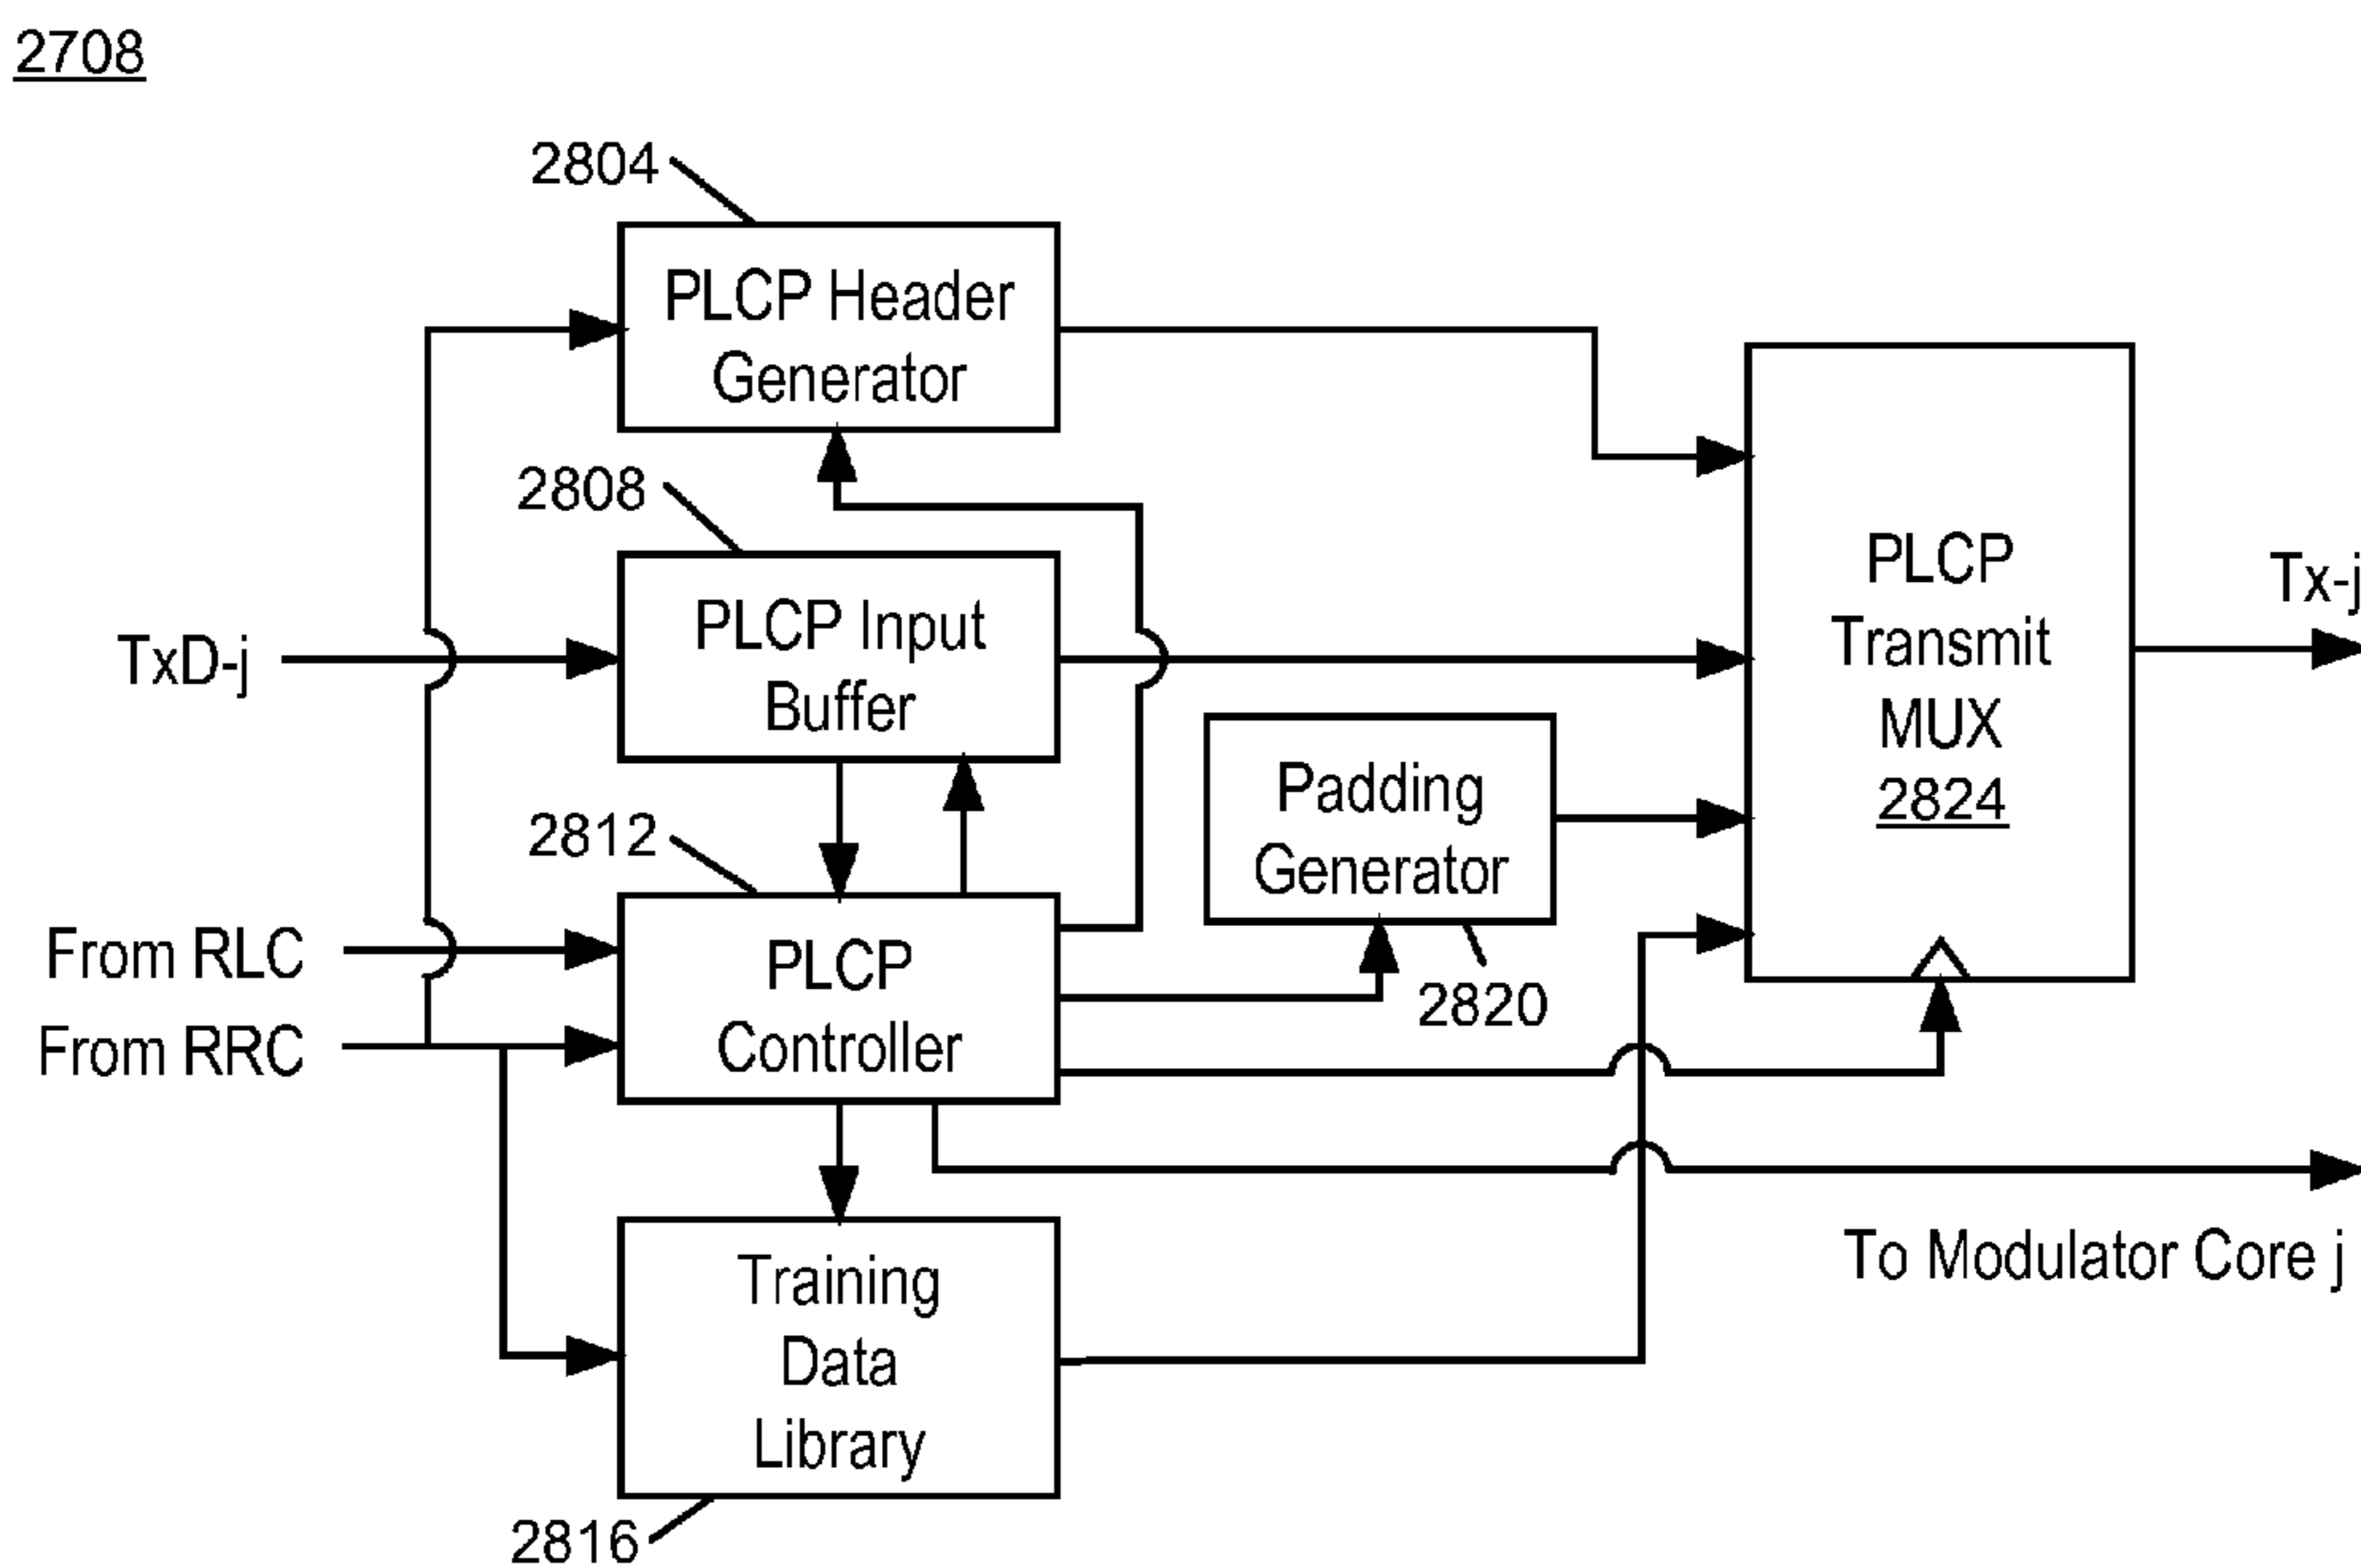 2708
2804
PLCP Header
Generator
2808
TxD-j
PLCP Input
Buffer
PLCP
Transmit
MUX
2824
Tx-j
Padding
Generator
2820
2812
From RLC
From RRC
PLCP
Controller
To Modulator Core j
Training
Data
Library
2816